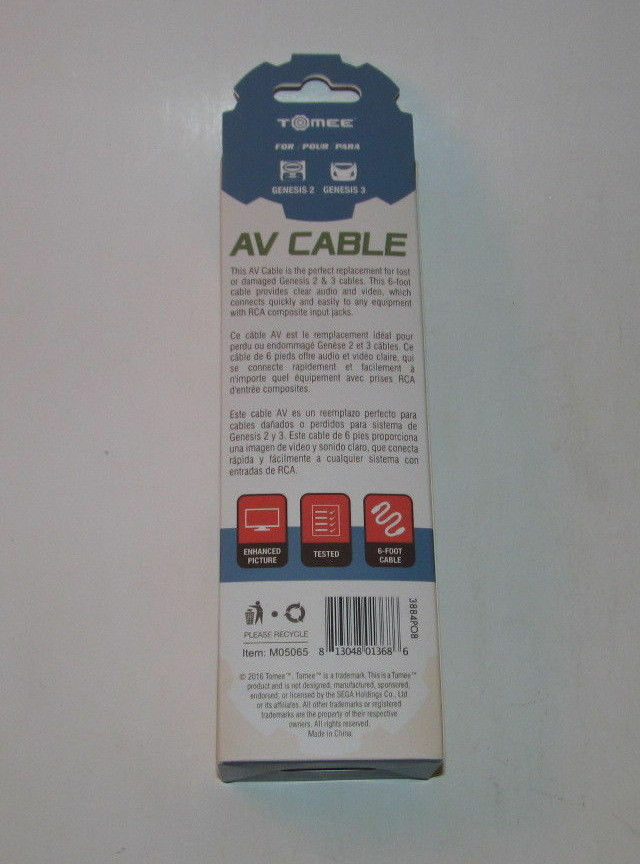 TOMEE
FOR POUR PARA
GENESIS 2 GENESIS 3
AV CABLE
This AV Cable is the perfect replacement for lost
or damaged Genesis 2 & 3 cables. This 6-foot
cable provides clear audio and video, which
connects quickly and easily to any equipment
with RCA composite input jacks.
Ce câble AV est le remplacement idéal pour
perdu ou endommagé Genèse 2 et 3 câbles. Ce
câble de 6 pieds offre audio et vidéo claire, qui
se connecte rapidement et facilement à
n'importe quel équipement avec prises RCA
d'entrée composites.
Este cable AV es un reemplazo perfecto para
cables dañados o perdidos para sistema de
Genesis 2 y 3. Este cable de 6 pies proporciona
una imagen de video y sonido claro, que conecta
rápida y fácilmente a cualquier sistema con
entradas de RCA.
ENHANCED
PICTURE
TESTED
6-FOOT
CABLE
PLEASE RECYCLE
Item: M05065
8 13048 01368 6
3884PO8
© 2016 Tomee™. Tomee™ is a trademark. This is a Tomee™
product and is not designed, manufactured, sponsored,
endorsed, or licensed by the SEGA Holdings Co., Ltd
or its affiliates. All other trademarks or registered
trademarks are the property of their respective
owners. All rights reserved.
Made in China.